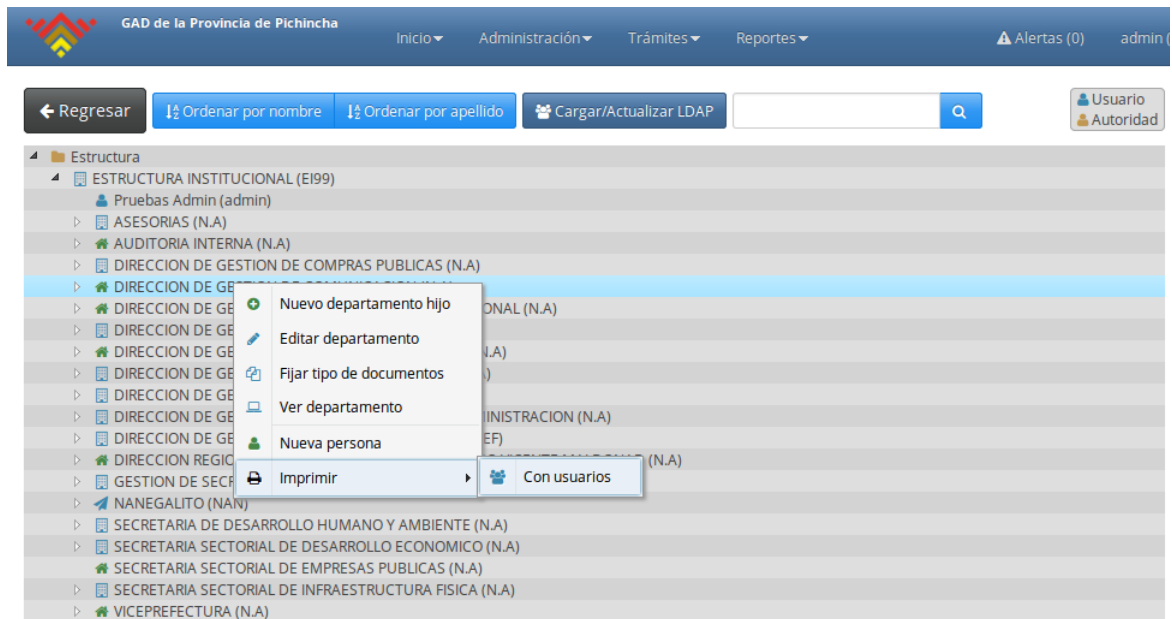 GAD de la Provincia de Pichincha
Inicio Administración Trámites Reportes Alertas (0) admin (
Regresar Ordenar por nombre Ordenar por apellido Cargar/Actualizar LDAP
Usuario
Autoridad
Estructura
ESTRUCTURA INSTITUCIONAL (EI99)
Pruebas Admin (admin)
ASESORIAS (N.A)
AUDITORIA INTERNA (N.A)
DIRECCION DE GESTION DE COMPRAS PUBLICAS (N.A)
DIRECCION DE GESTION DE COMUNICACION (N.A)
DIRECCION DE GE ONAL (N.A)
DIRECCION DE GE
DIRECCION DE GE N.A)
DIRECCION DE GE )
DIRECCION DE GE
DIRECCION DE GE INISTRACION (N.A)
DIRECCION DE GE EF)
DIRECCION REGIO (N.A)
GESTION DE SECR
NANEGALITO (NAN)
SECRETARIA DE DESARROLLO HUMANO Y AMBIENTE (N.A)
SECRETARIA SECTORIAL DE DESARROLLO ECONOMICO (N.A)
SECRETARIA SECTORIAL DE EMPRESAS PUBLICAS (N.A)
SECRETARIA SECTORIAL DE INFRAESTRUCTURA FISICA (N.A)
VICEPREFECTURA (N.A)
Nuevo departamento hijo
Editar departamento
Fijar tipo de documentos
Ver departamento
Nueva persona
Imprimir
Con usuarios